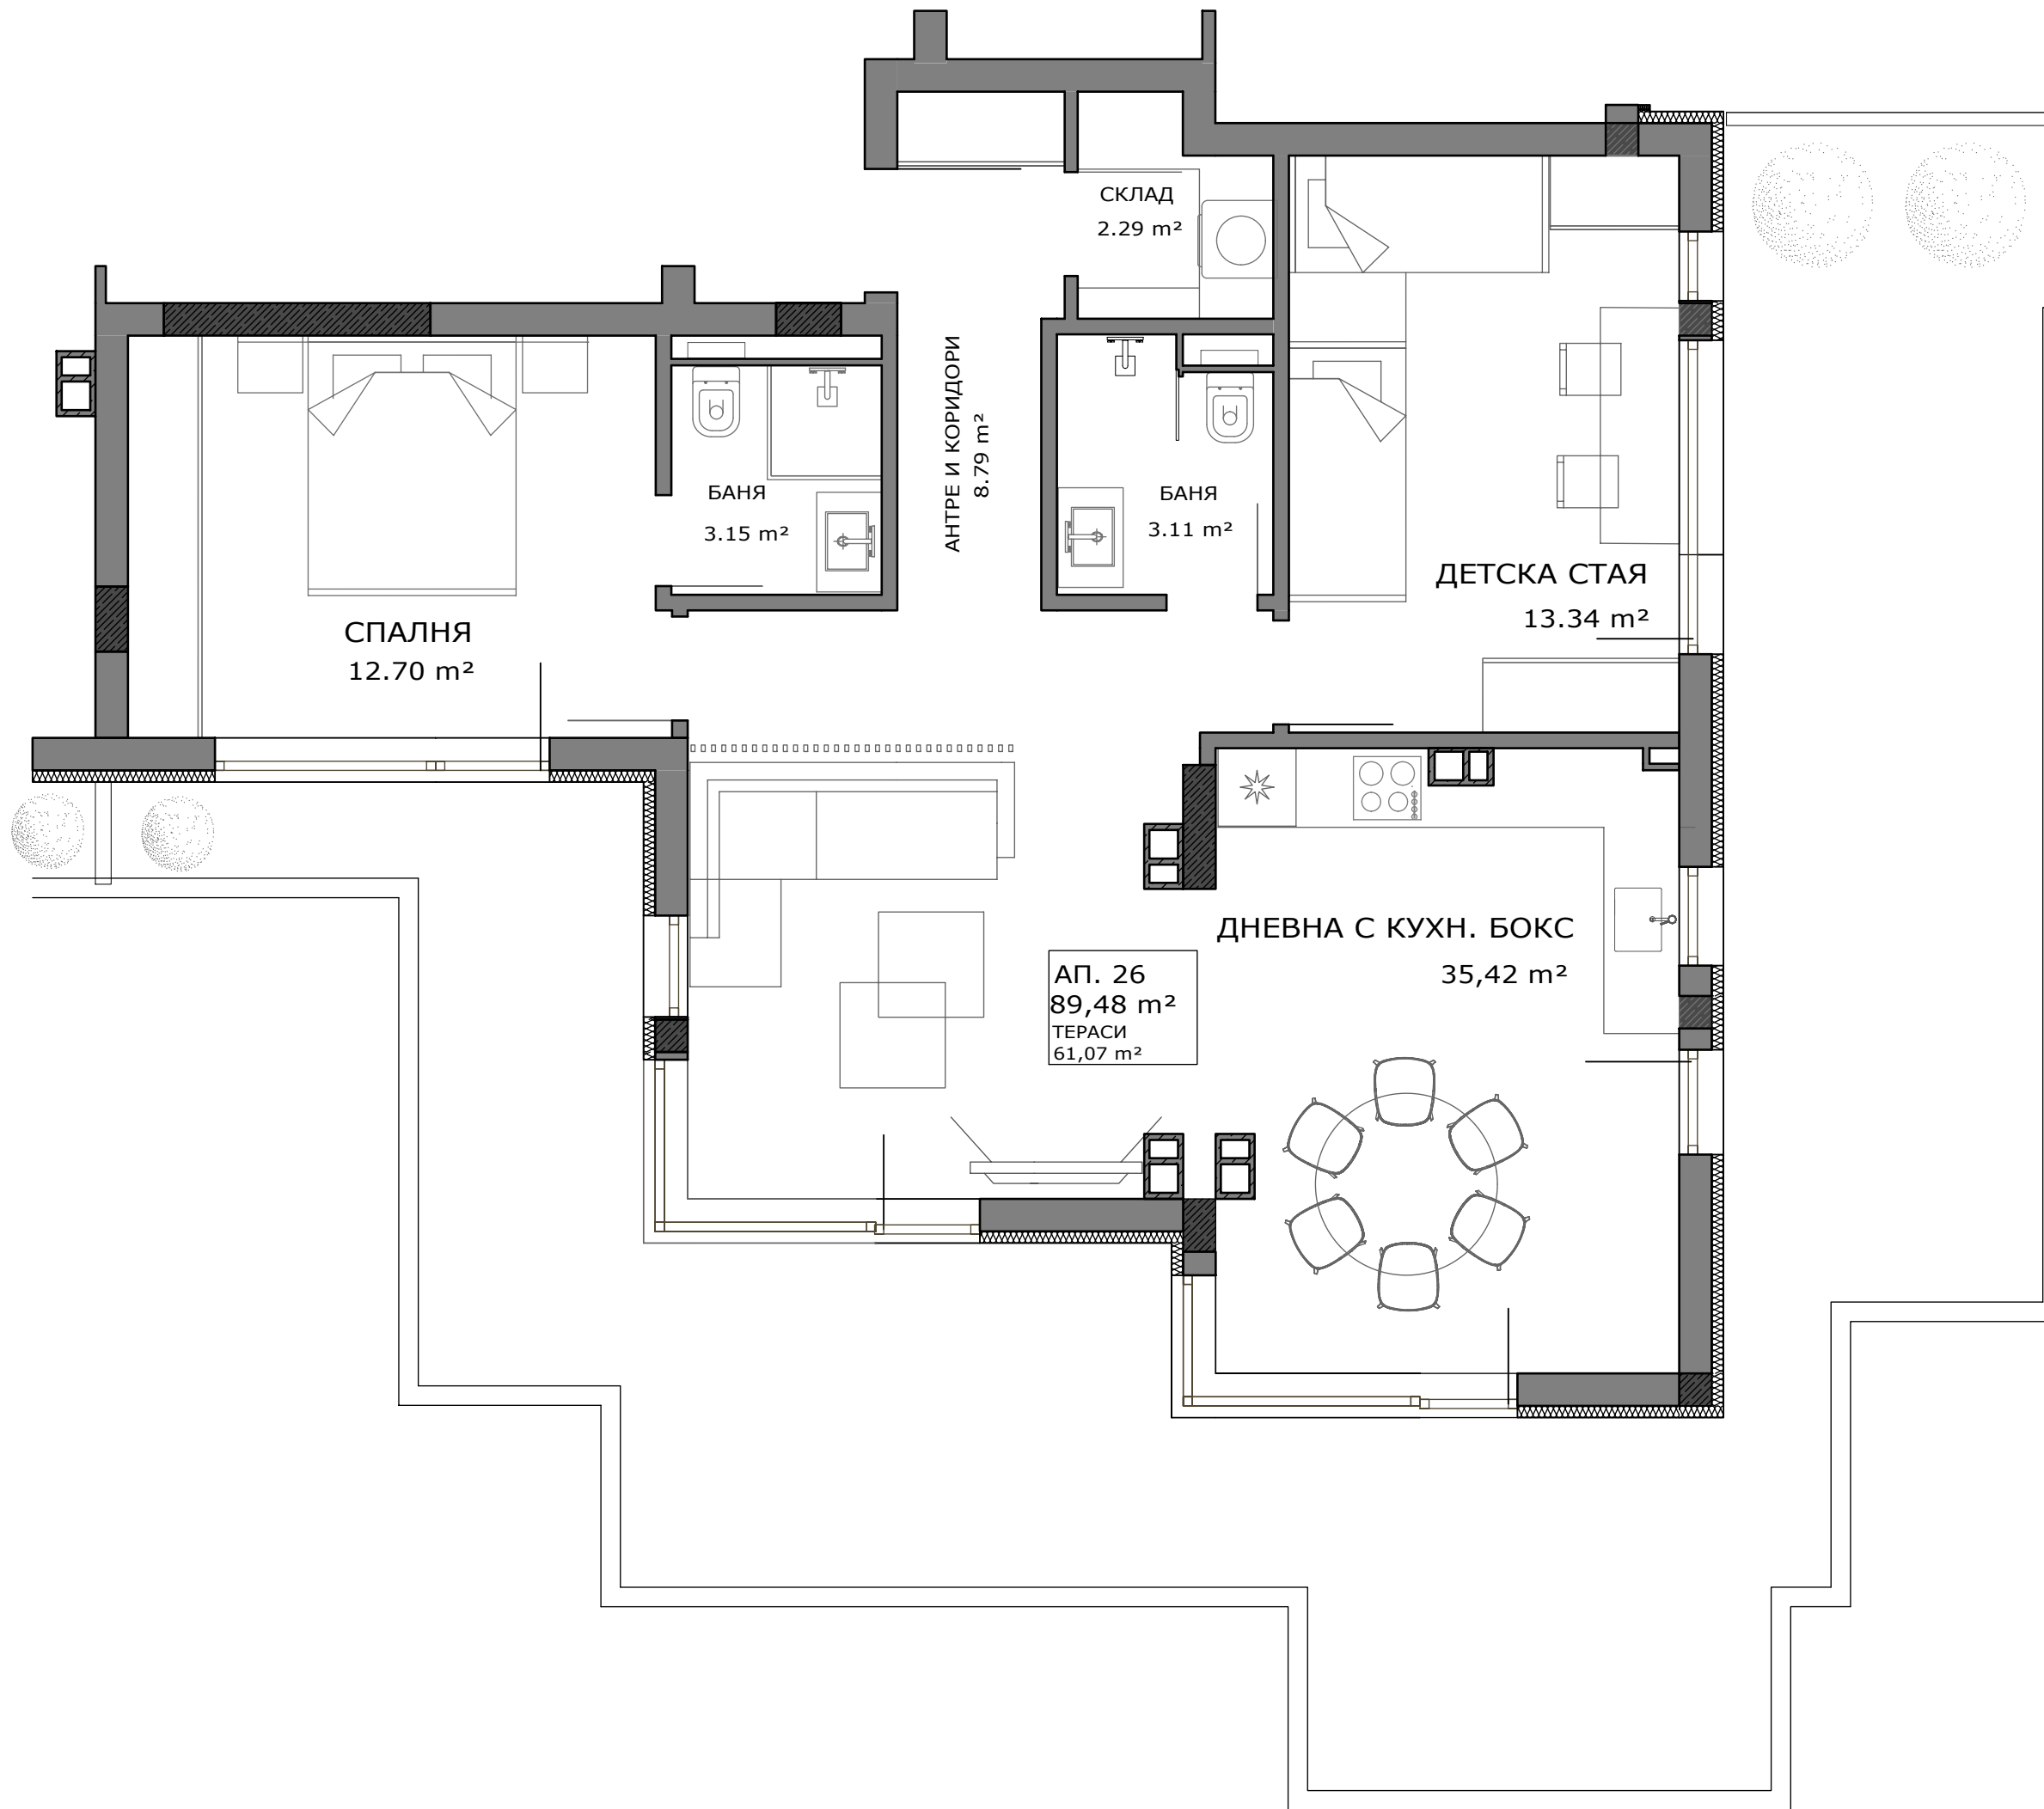 СКЛАД
2.29 m²
АНТРЕ И КОРИДОРИ
8.79 m²
БАНЯ
3.15 m²
БАНЯ
3.11 m²
ДЕТСКА СТАЯ
13.34 m²
СПАЛНЯ
12.70 m²
ДНЕВНА С КУХН. БОКС
35,42 m²
АП. 26
89,48 m²
ТЕРАСИ
61,07 m²